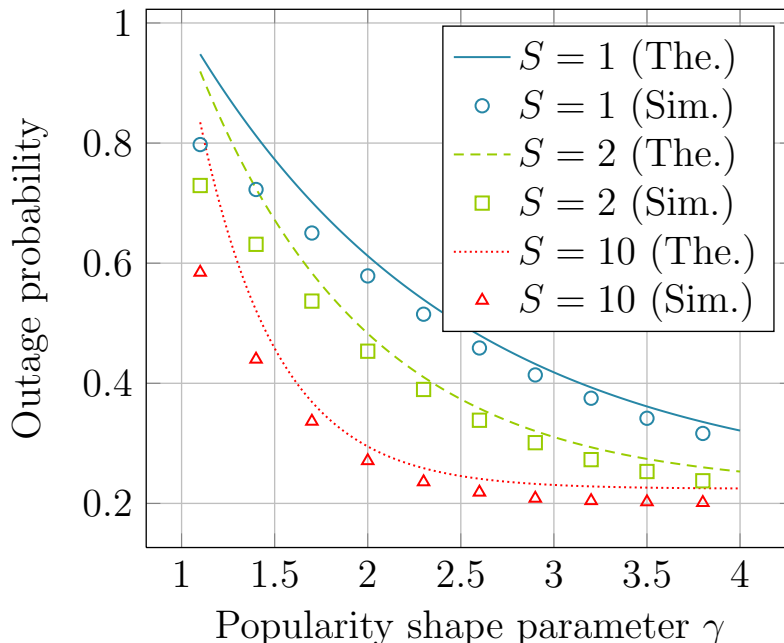 1
0.8
0.6
0.4
0.2
Outage probability
S = 1 (The.)
S = 1 (Sim.)
S = 2 (The.)
S = 2 (Sim.)
S = 10 (The.)
S = 10 (Sim.)
1 1.5 2 2.5 3 3.5 4
Popularity shape parameter γ